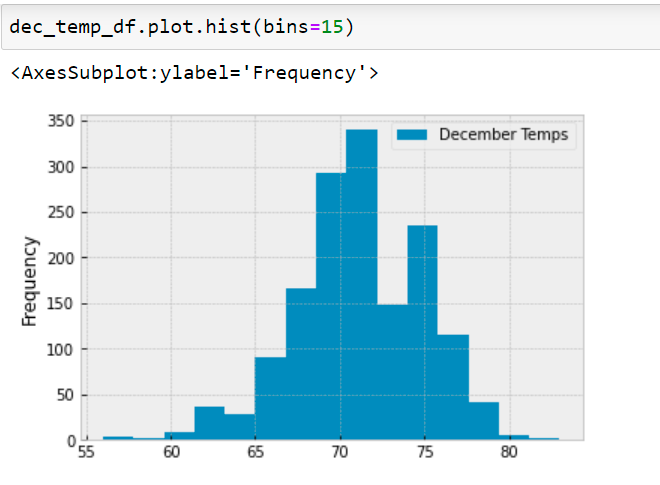 dec_temp_df.plot.hist(bins=15)
<AxesSubplot:ylabel='Frequency'>
December Temps
Frequency
350
300
250
200
150
100
50
0
55 60 65 70 75 80